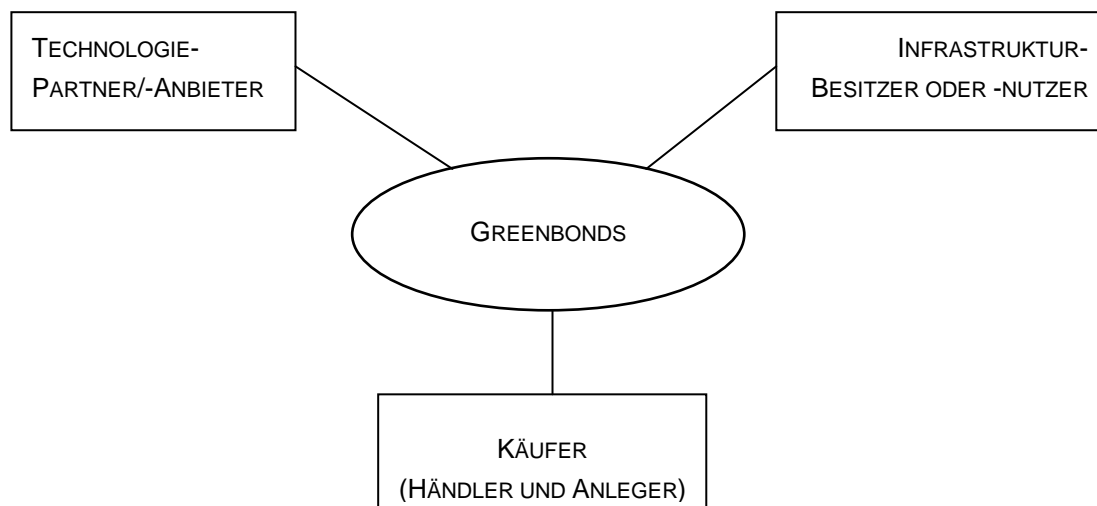 TECHNOLOGIE-
PARTNER/-ANBIETER
INFRASTRUKTUR-
BESITZER ODER -NUTZER
GREENBONDS
KÄUFER
(HÄNDLER UND ANLEGER)